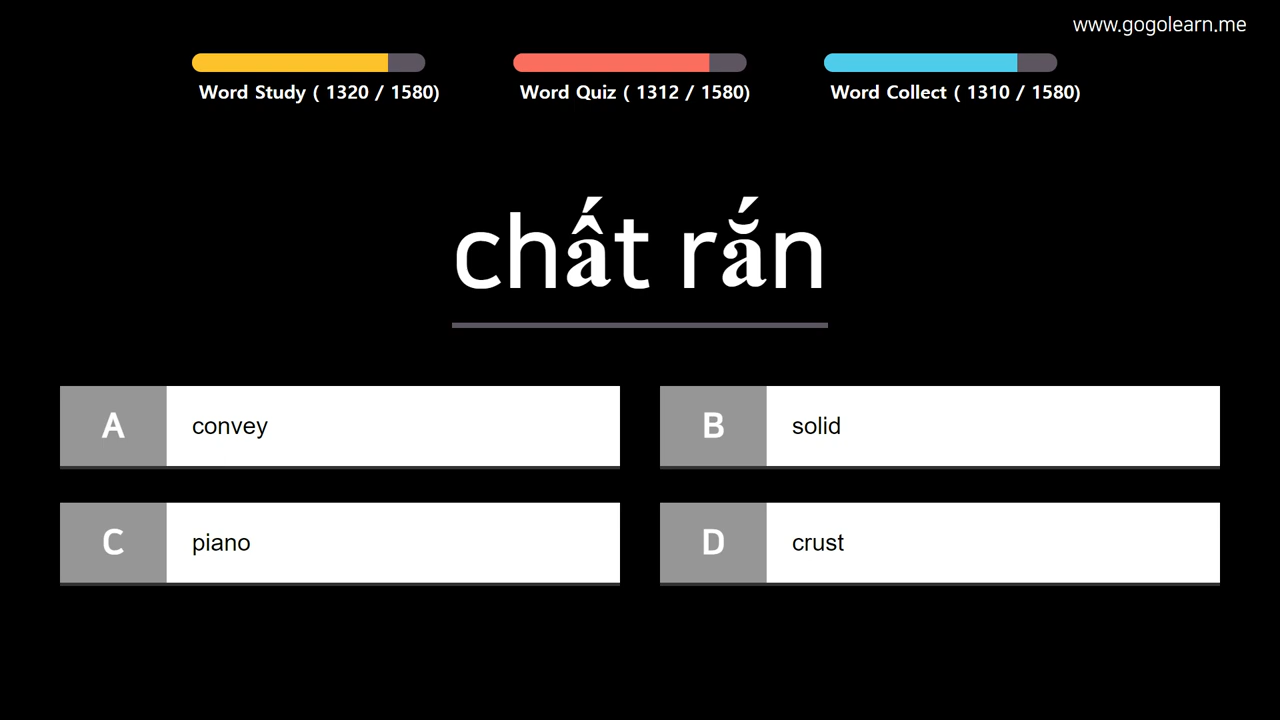 www.gogolearn.me
Word Study ( 1320 / 1580)
Word Quiz ( 1312 / 1580)
Word Collect ( 1310 / 1580)
chất rắn
A convey
B solid
C piano
D crust